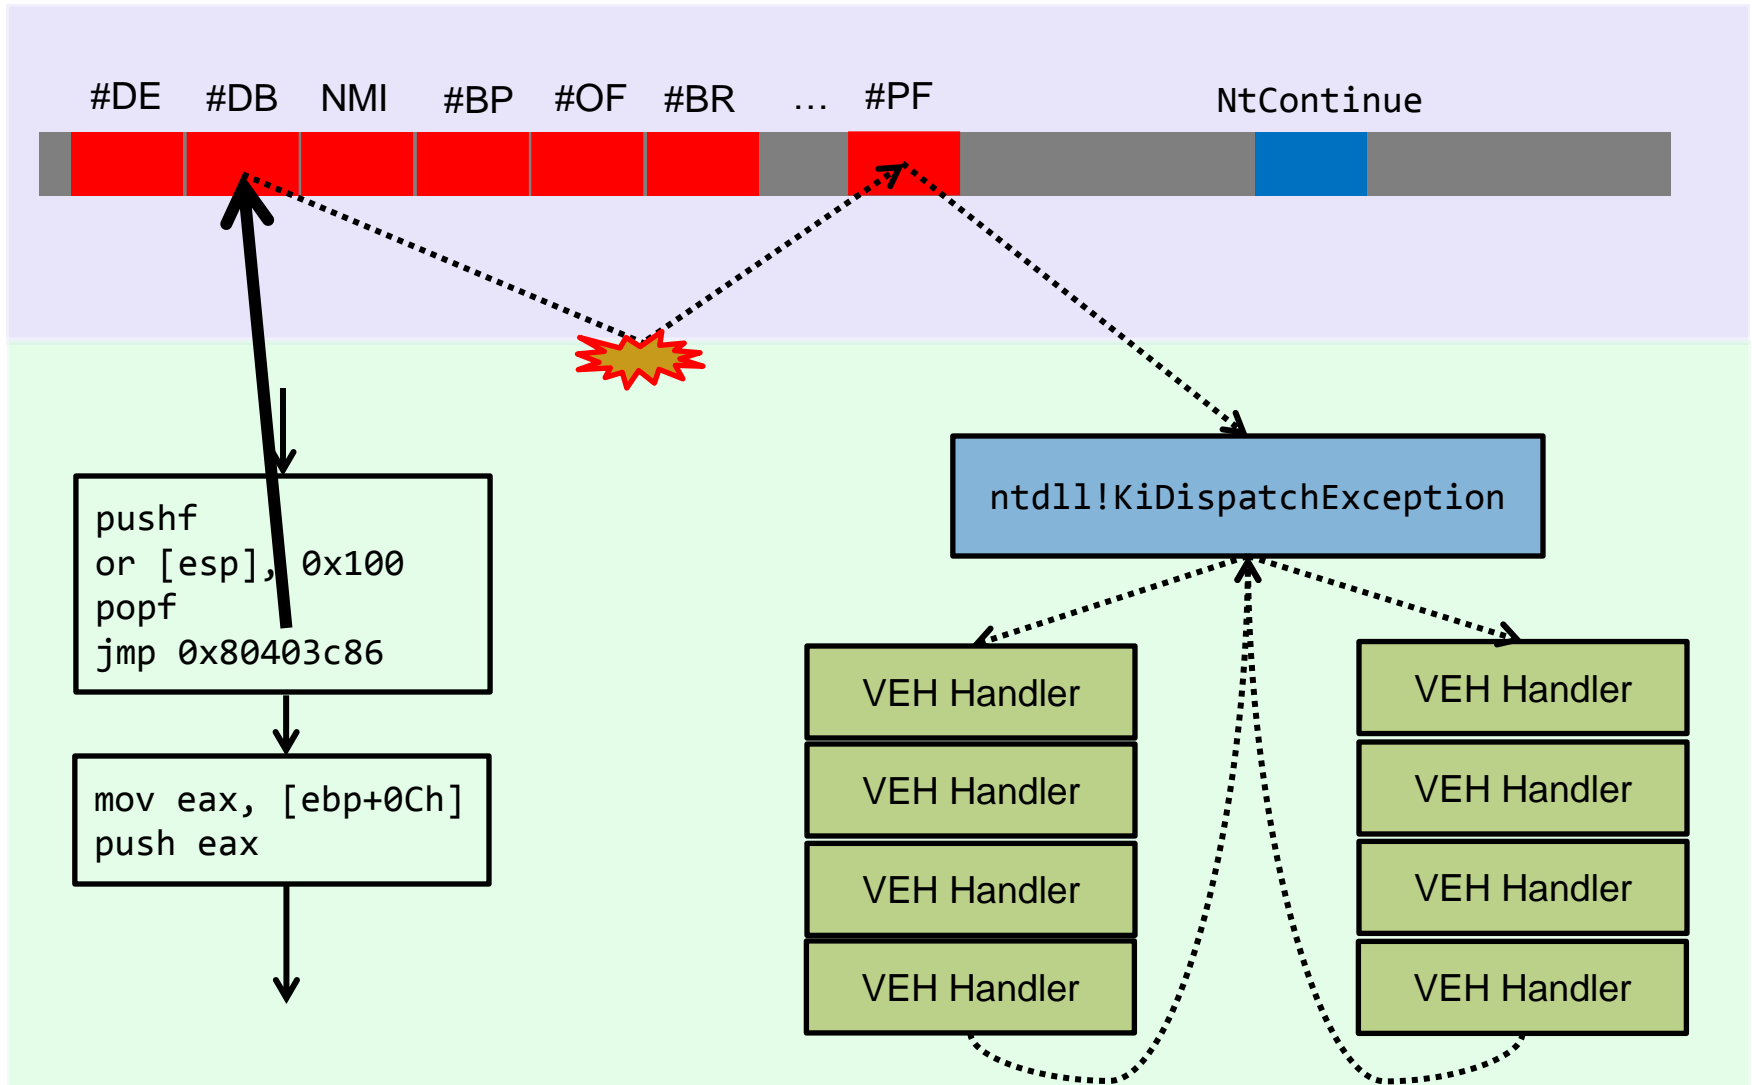 #DE #DB NMI #BP #OF #BR … #PF NtContinue
pushf
or [esp], 0x100
popf
jmp 0x80403c86
mov eax, [ebp+0Ch]
push eax
ntdll!KiDispatchException
VEH Handler
VEH Handler
VEH Handler
VEH Handler
VEH Handler
VEH Handler
VEH Handler
VEH Handler